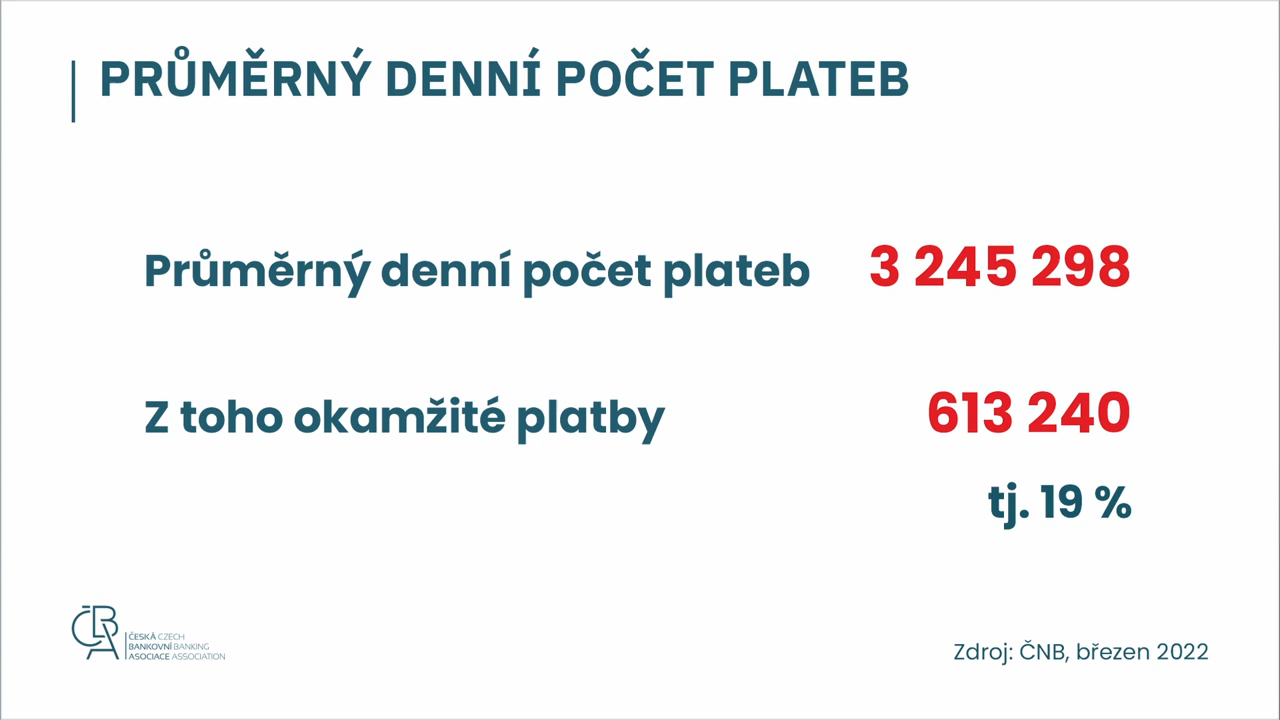 PRŮMĚRNÝ DENNÍ POČET PLATEB
Průměrný denní počet plateb 3 245 298
Z toho okamžité platby 613 240
tj. 19 %
ČBA
ČESKÁ CZECH
BANKOVNÍ BANKING
ASOCIACE ASSOCIATION
Zdroj: ČNB, březen 2022